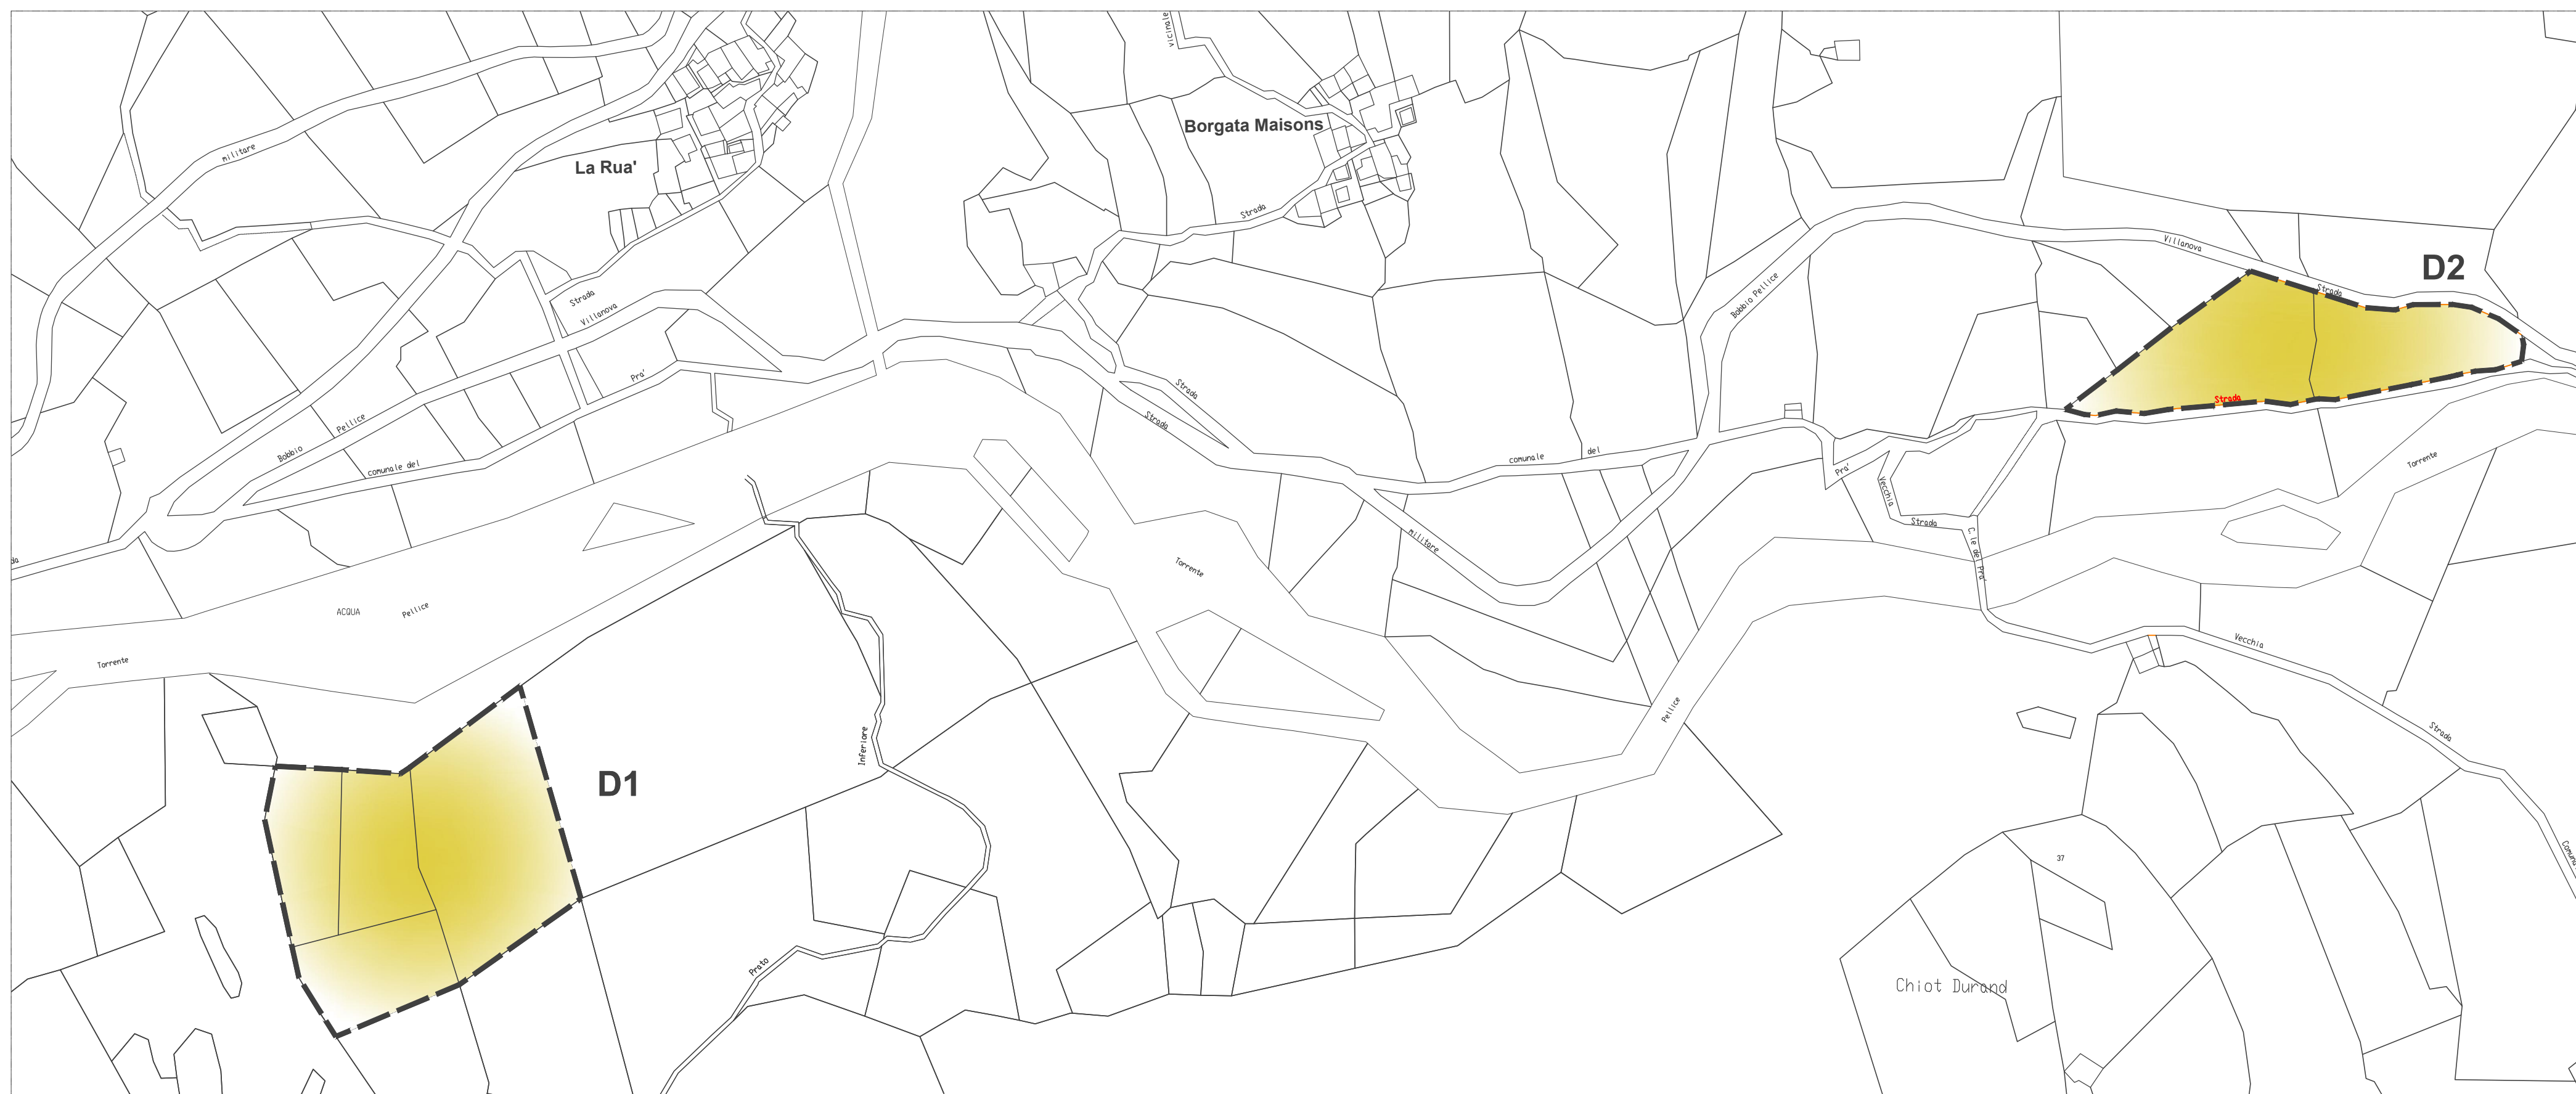 vicinale
militare
La Rua'
Borgata Maisons
Strada
Villanova
D2
Strada
Strada
Villanova
Bobbio Pellice
Pra'
Strada
Strada
Strada
Bobbio
Pellice
comunale del
comunale
del
militare
Pra'
Vecchia
Strada
C.le del Pra'
Torrente
da
ACQUA
Pellice
Torrente
Torrente
Vecchia
Strada
Pellice
Inferiore
D1
Prato
37
Chiot Durand